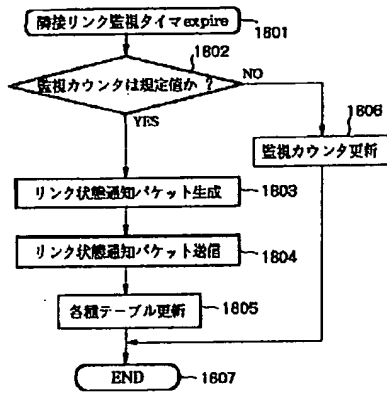 隣接リンク監視タイマexpire
1801
1802
監視カウンタは規定値か ?
NO
YES
1806
監視カウンタ更新
リンク状態通知パケット生成
1803
リンク状態通知パケット送信
1804
各種テーブル更新
1805
END
1807